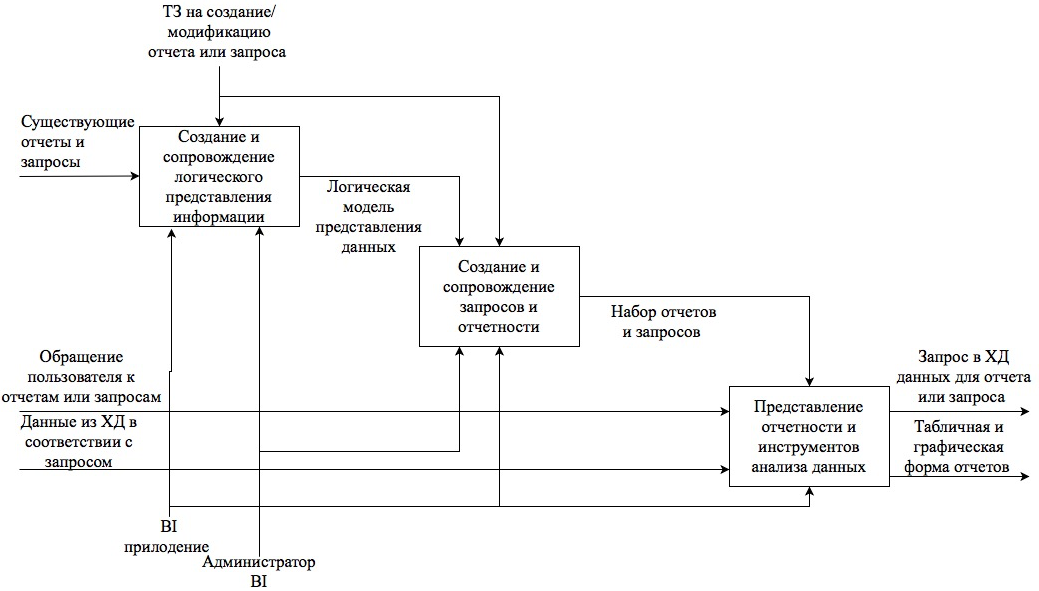 ТЗ на создание/
модификацию
отчета или запроса
Существующие
отчеты и
запросы
Создание и
сопровождение
логического
представления
информации
Логическая
модель
представления
данных
Создание и
сопровождение
запросов и
отчетности
Набор отчетов
и запросов
Обращение
пользователя к
отчетам или запросам
Данные из ХД в
соответствии с
запросом
Представление
отчетности и
инструментов
анализа данных
Запрос в ХД
данных для отчета
или запроса
Табличная и
графическая
форма отчетов
BI
прилодение
Администратор
BI